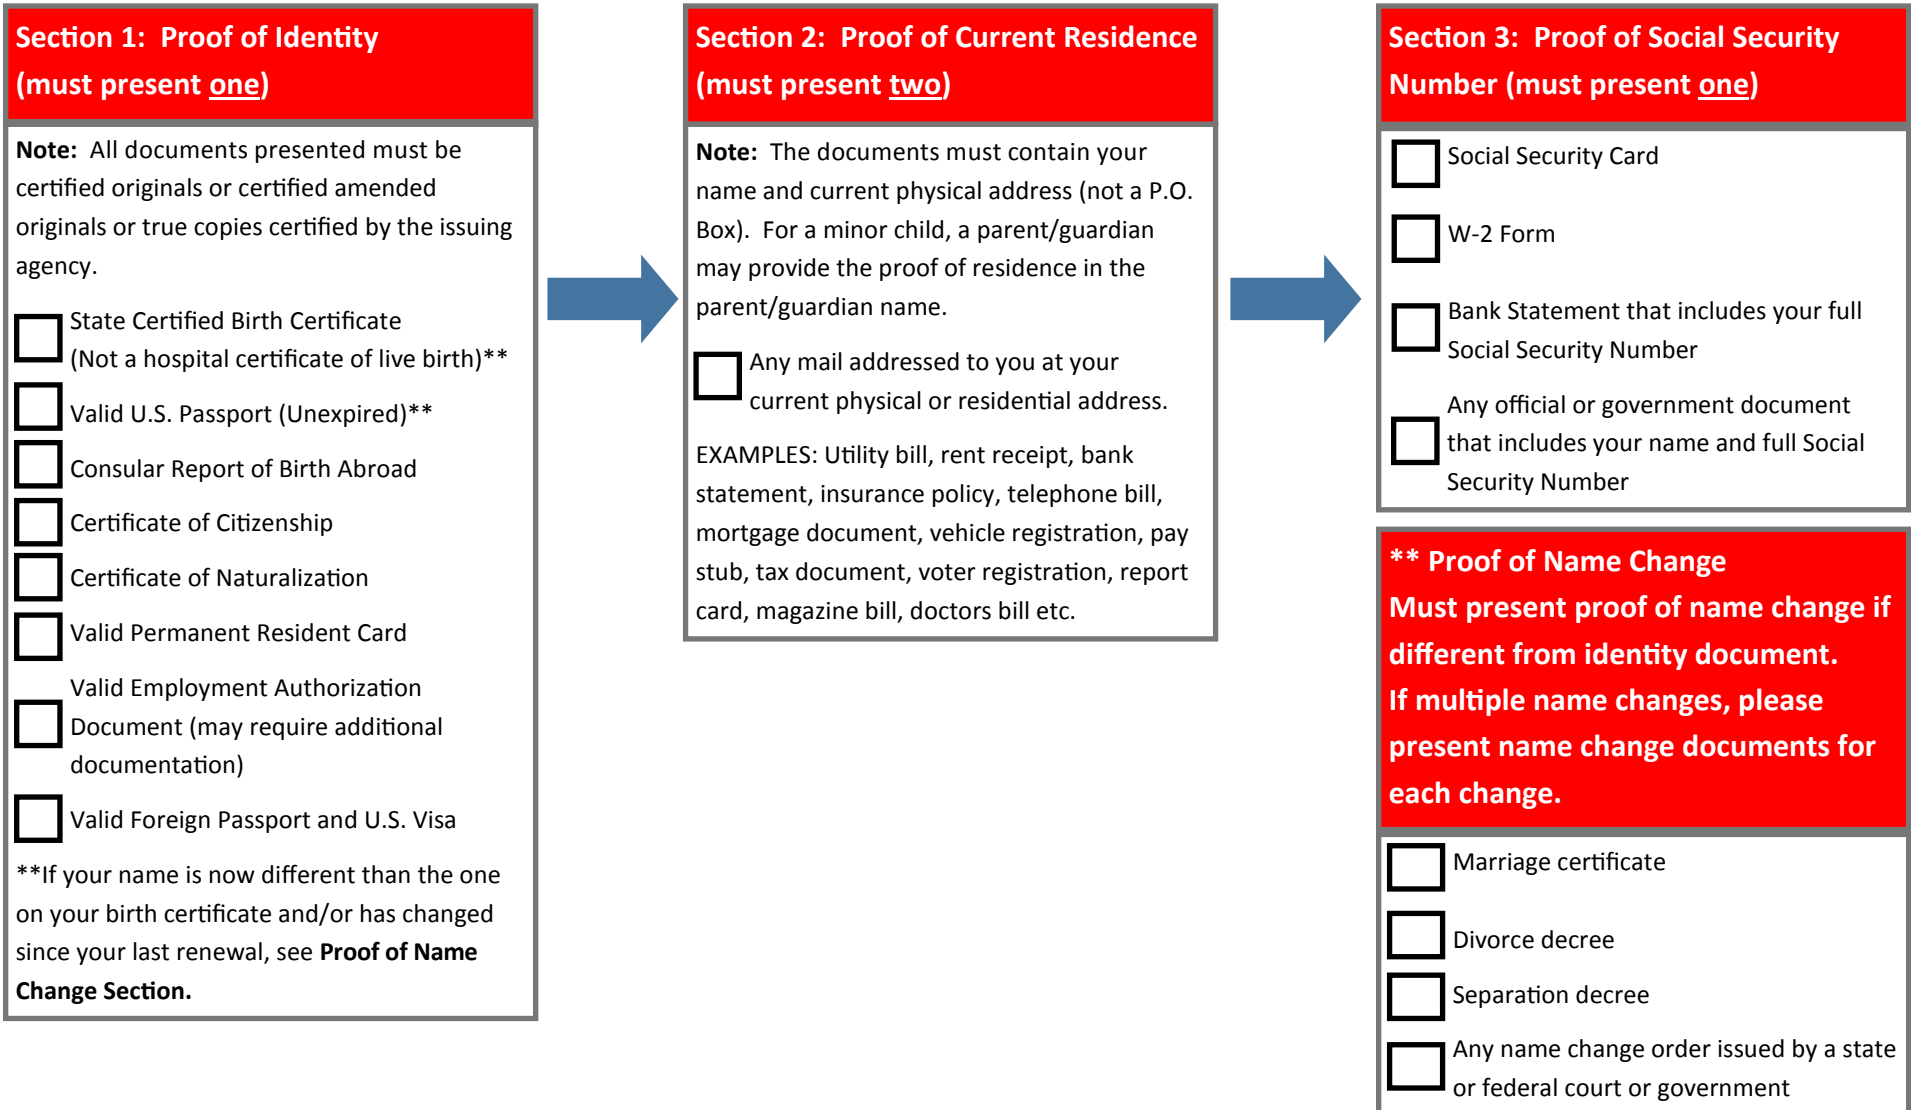 Section 1:  Proof of Identity
(must present one)
Note:  All documents presented must be
certified originals or certified amended
originals or true copies certified by the issuing
agency.
State Certified Birth Certificate
(Not a hospital certificate of live birth)**
Valid U.S. Passport (Unexpired)**
Consular Report of Birth Abroad
Certificate of Citizenship
Certificate of Naturalization
Valid Permanent Resident Card
Valid Employment Authorization
Document (may require additional
documentation)
Valid Foreign Passport and U.S. Visa
**If your name is now different than the one
on your birth certificate and/or has changed
since your last renewal, see Proof of Name
Change Section.
Section 2:  Proof of Current Residence
(must present two)
Note:  The documents must contain your
name and current physical address (not a P.O.
Box).  For a minor child, a parent/guardian
may provide the proof of residence in the
parent/guardian name.
Any mail addressed to you at your
current physical or residential address.
EXAMPLES: Utility bill, rent receipt, bank
statement, insurance policy, telephone bill,
mortgage document, vehicle registration, pay
stub, tax document, voter registration, report
card, magazine bill, doctors bill etc.
Section 3:  Proof of Social Security
Number (must present one)
Social Security Card
W-2 Form
Bank Statement that includes your full
Social Security Number
Any official or government document
that includes your name and full Social
Security Number
** Proof of Name Change
Must present proof of name change if
different from identity document.
If multiple name changes, please
present name change documents for
each change.
Marriage certificate
Divorce decree
Separation decree
Any name change order issued by a state
or federal court or government